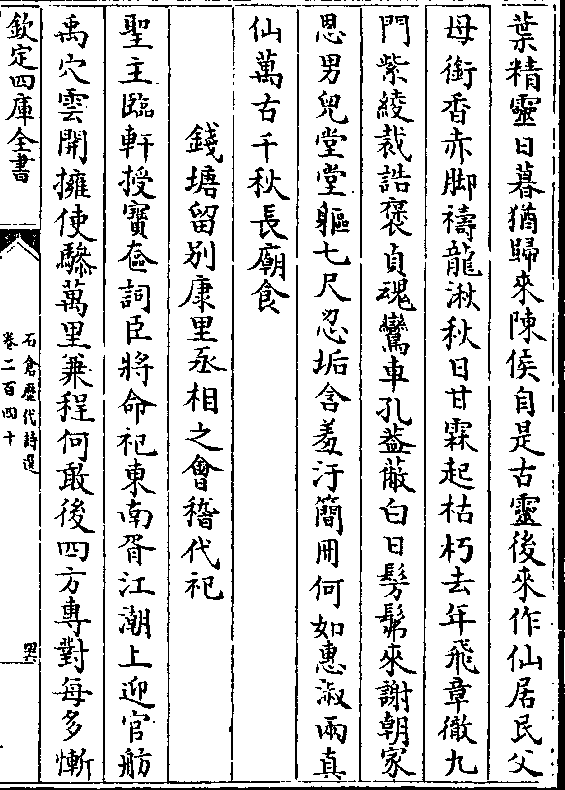 葉精靈日暮猶歸來陳侯自是古靈後來作仙居民父
母銜香赤脚禱龍湫秋日甘霖起枯朽去年飛章徹九
門紫綾裁誥褒貞魂鸞車孔葢蔽白日髣髴來謝朝家
恩男兒堂堂軀七尺忍垢含羞汙簡冊何如惠淑兩真
仙萬古千秋長廟食
錢塘留別康里丞相之會稽代祀
聖主臨軒授寳奩詞臣將命祀東南胥江潮上迎官舫
禹穴雲開擁使驂萬里兼程何敢後四方專對每多慚
欽定四庫全書
石倉歴代詩選
卷二百四十